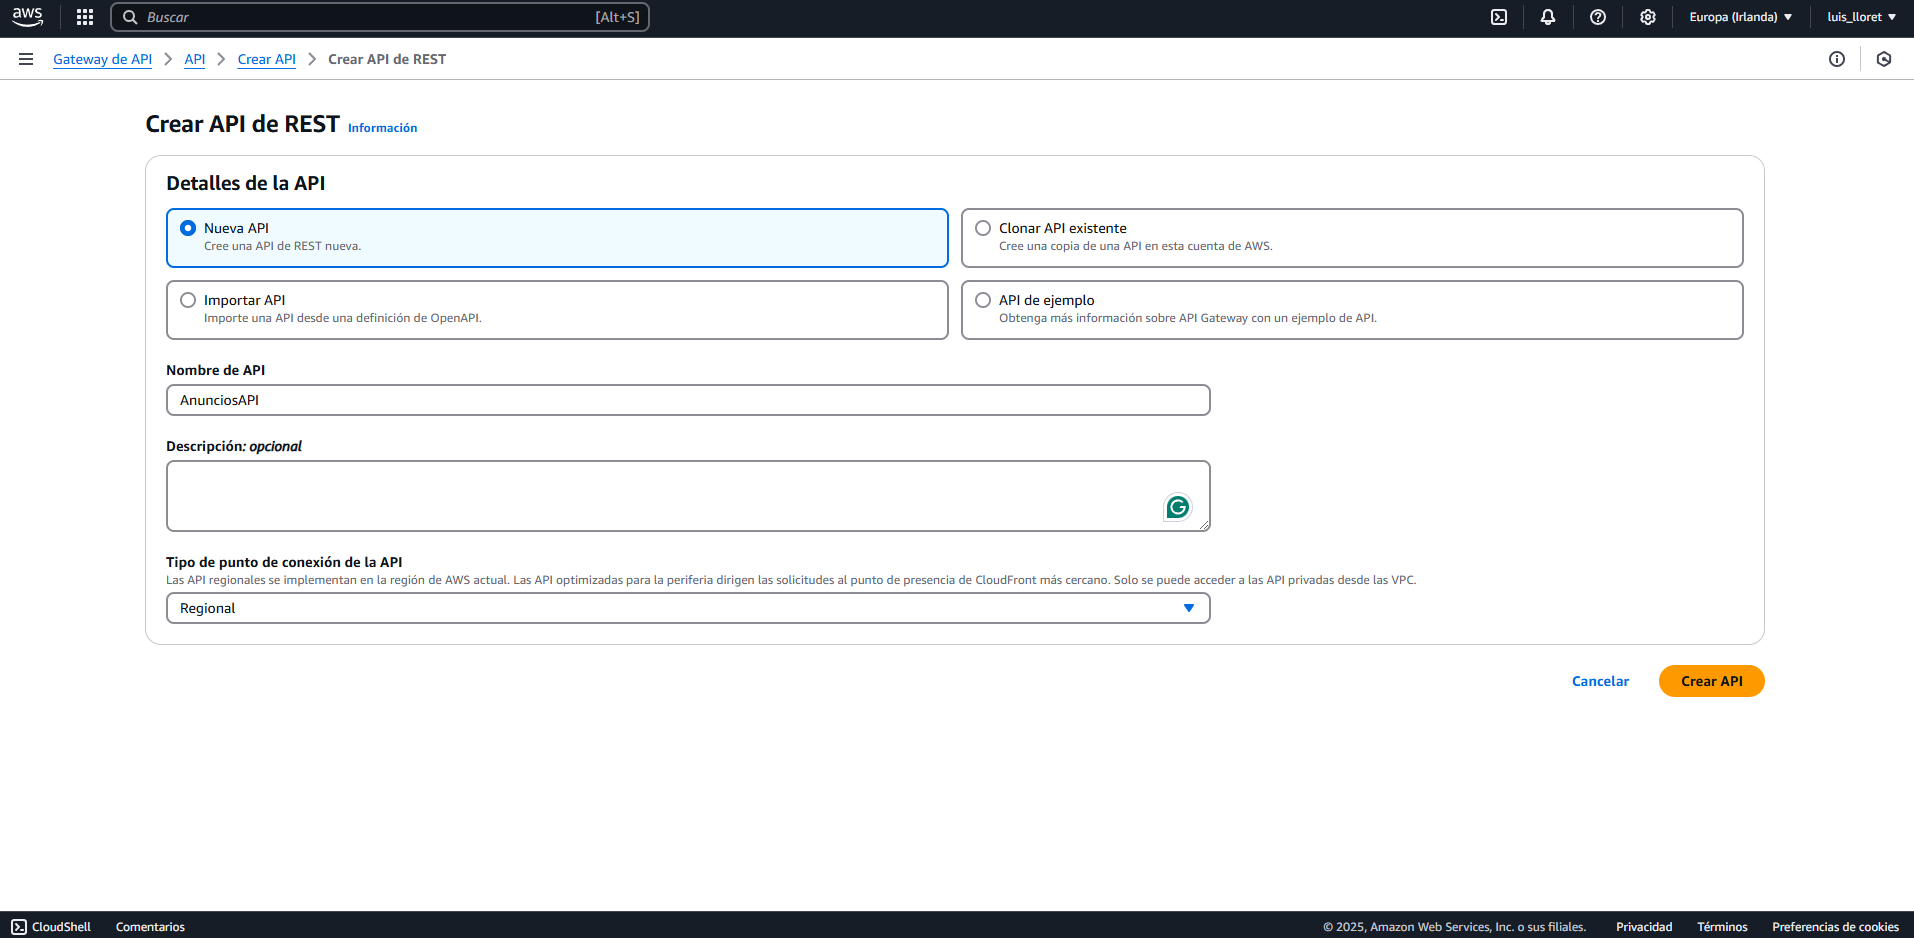 aws
Buscar [Alt+S] Europa (Irlanda) luis_lloret
Gateway de API API Crear API Crear API de REST
Crear API de REST Información
Detalles de la API
Nueva API
Cree una API de REST nueva.
Clonar API existente
Cree una copia de una API en esta cuenta de AWS.
Importar API
Importe una API desde una definición de OpenAPI.
API de ejemplo
Obtenga más información sobre API Gateway con un ejemplo de API.
Nombre de API
AnunciosAPI
Descripción: opcional
Tipo de punto de conexión de la API
Las API regionales se implementan en la región de AWS actual. Las API optimizadas para la periferia dirigen las solicitudes al punto de presencia de CloudFront más cercano. Solo se puede acceder a las API privadas desde las VPC.
Regional
Cancelar Crear API
CloudShell Comentarios © 2025, Amazon Web Services, Inc. o sus filiales. Privacidad Términos Preferencias de cookies